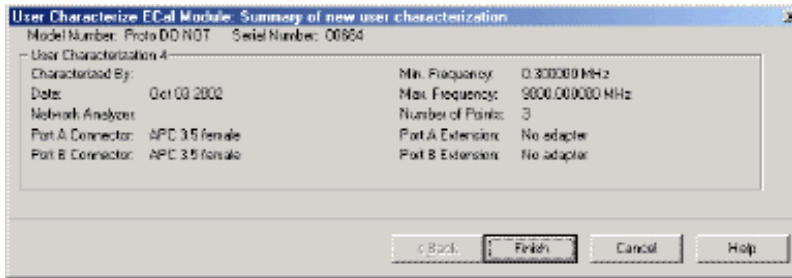 User Characterize ECal Module: Summary of new user characterization
Model Number: Proto DO NOT Serial Number: 00664
User Characterization 4
Characterized By: Min. Frequency: 0.300000 MHz
Date: Oct 03 2002 Max. Frequency: 9000.000000 MHz
Network Analyzer: Number of Points: 3
Port A Connector: APC 3.5 female Port A Extension: No adapter
Port B Connector: APC 3.5 female Port B Extension: No adapter
< Back Finish Cancel Help